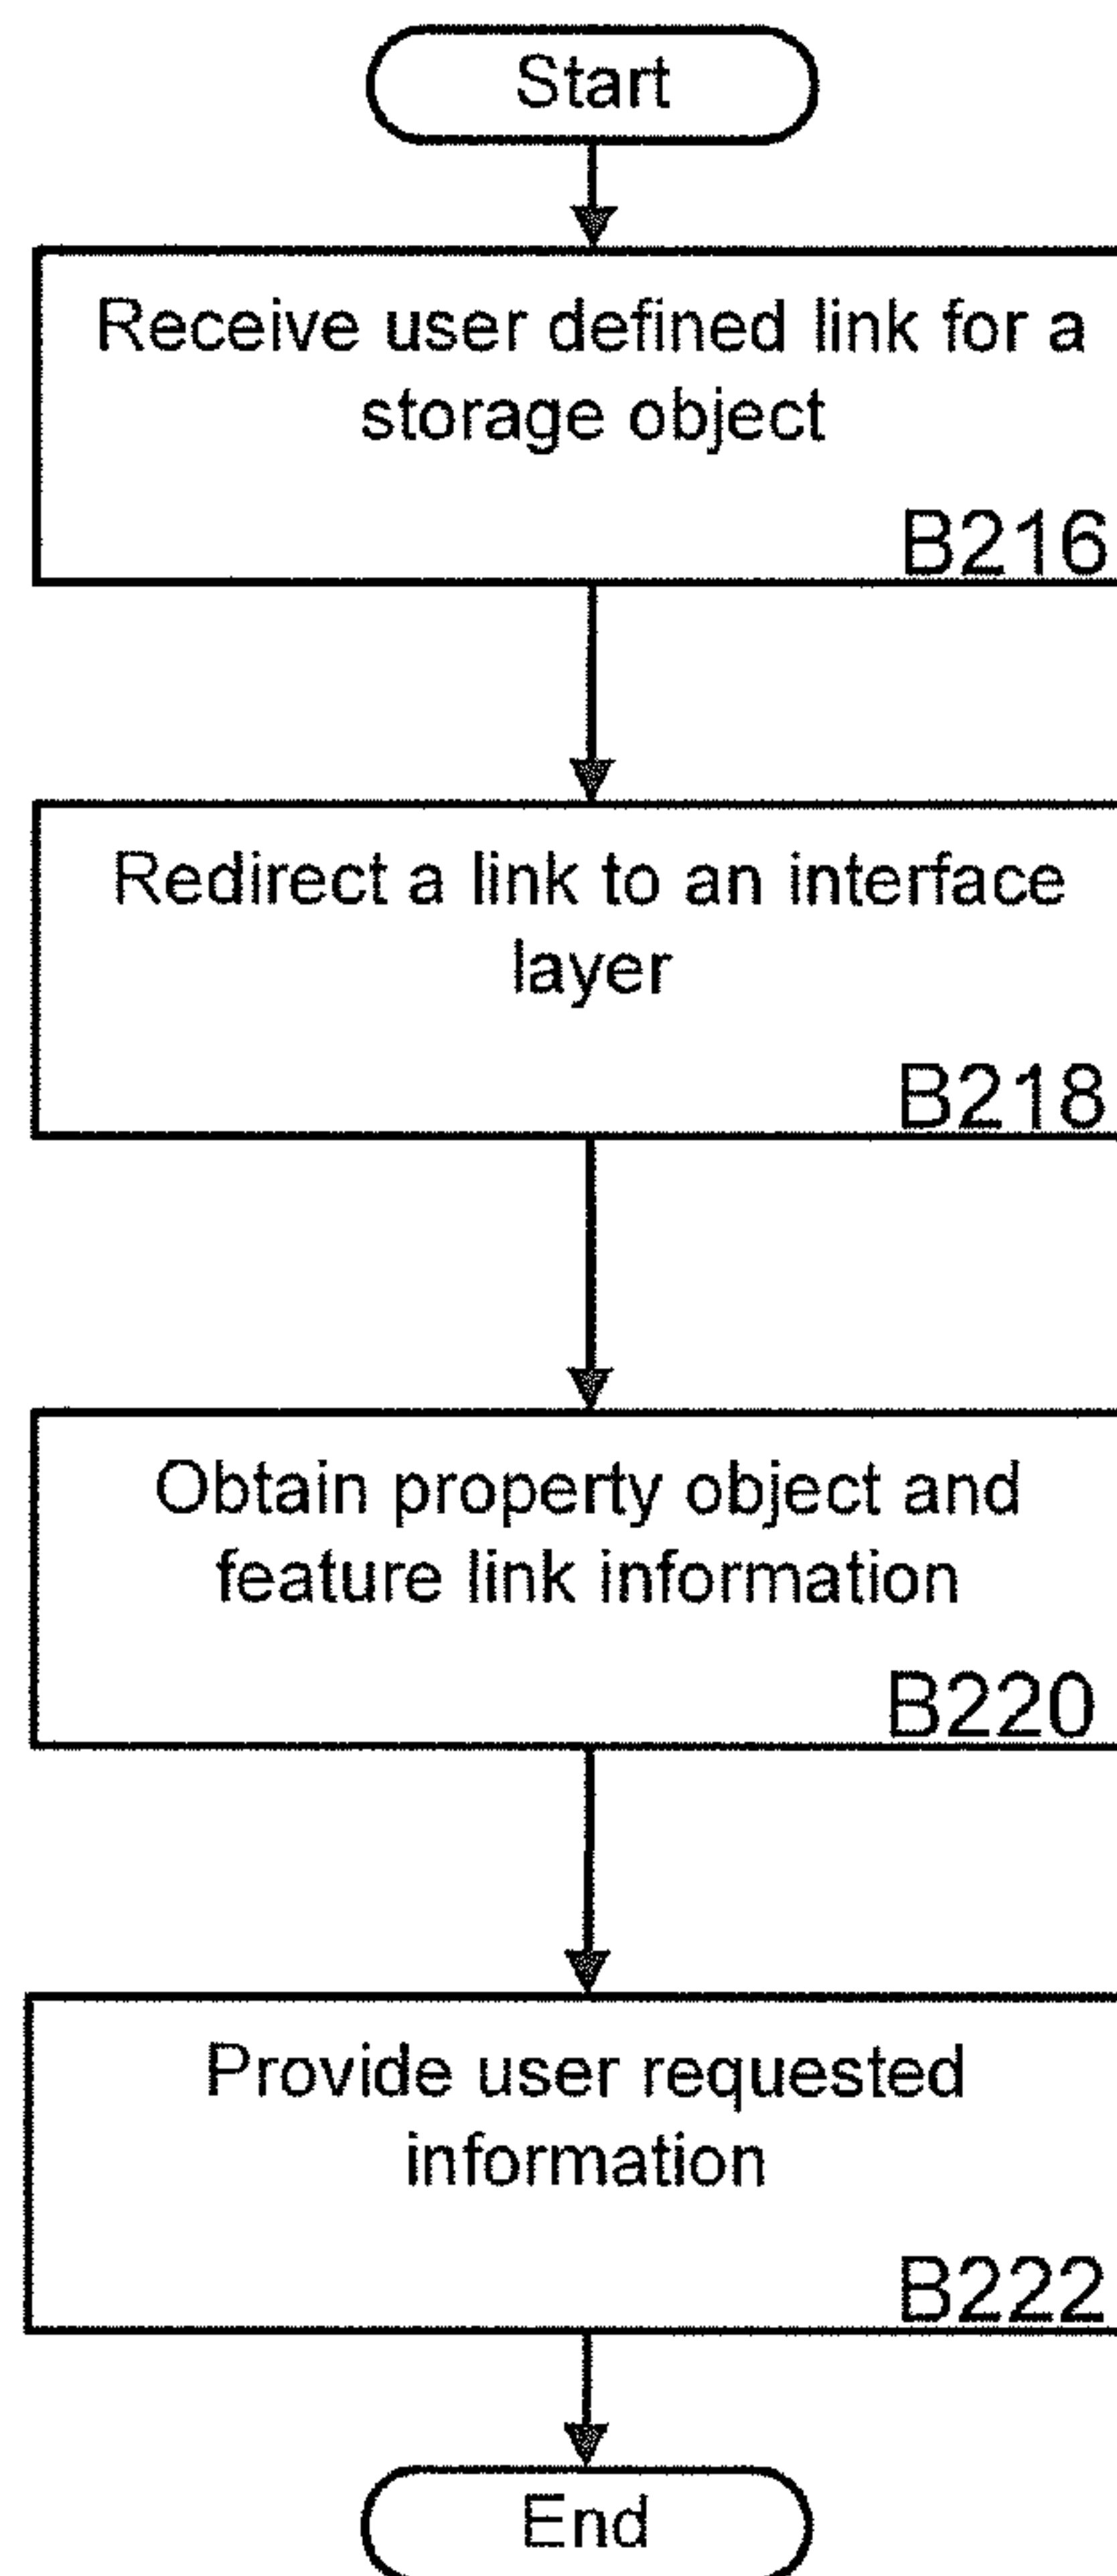 Start
Receive user defined link for a
storage object
B216
Redirect a link to an interface
layer
B218
Obtain property object and
feature link information
B220
Provide user requested
information
B222
End